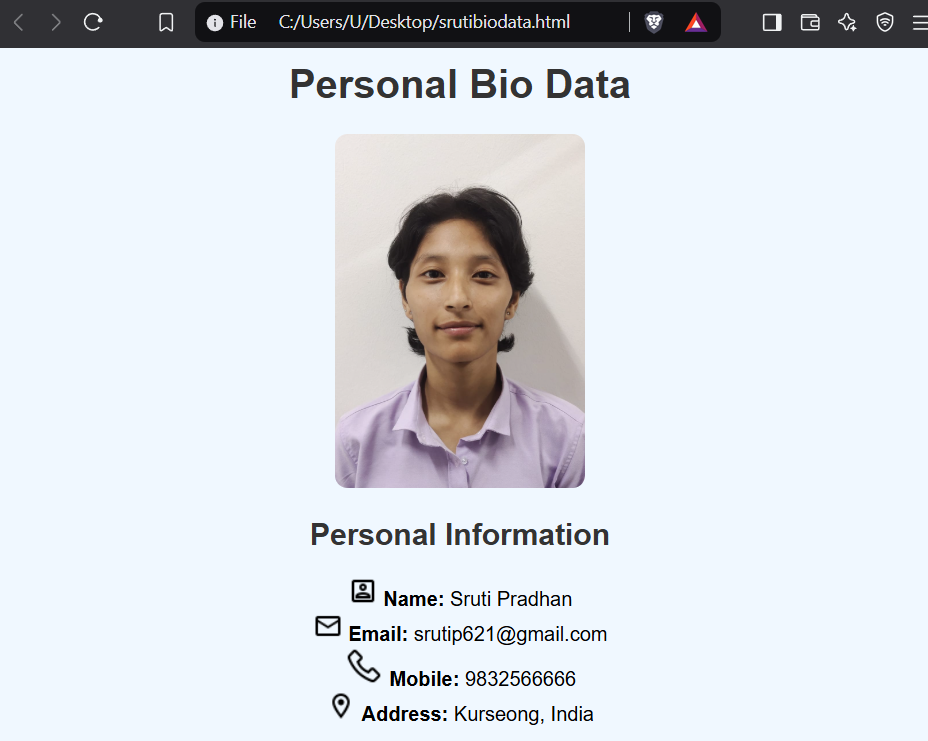 File C:/Users/U/Desktop/srutibiodata.html
Personal Bio Data
Personal Information
Name: Sruti Pradhan
Email: srutip621@gmail.com
Mobile: 9832566666
Address: Kurseong, India